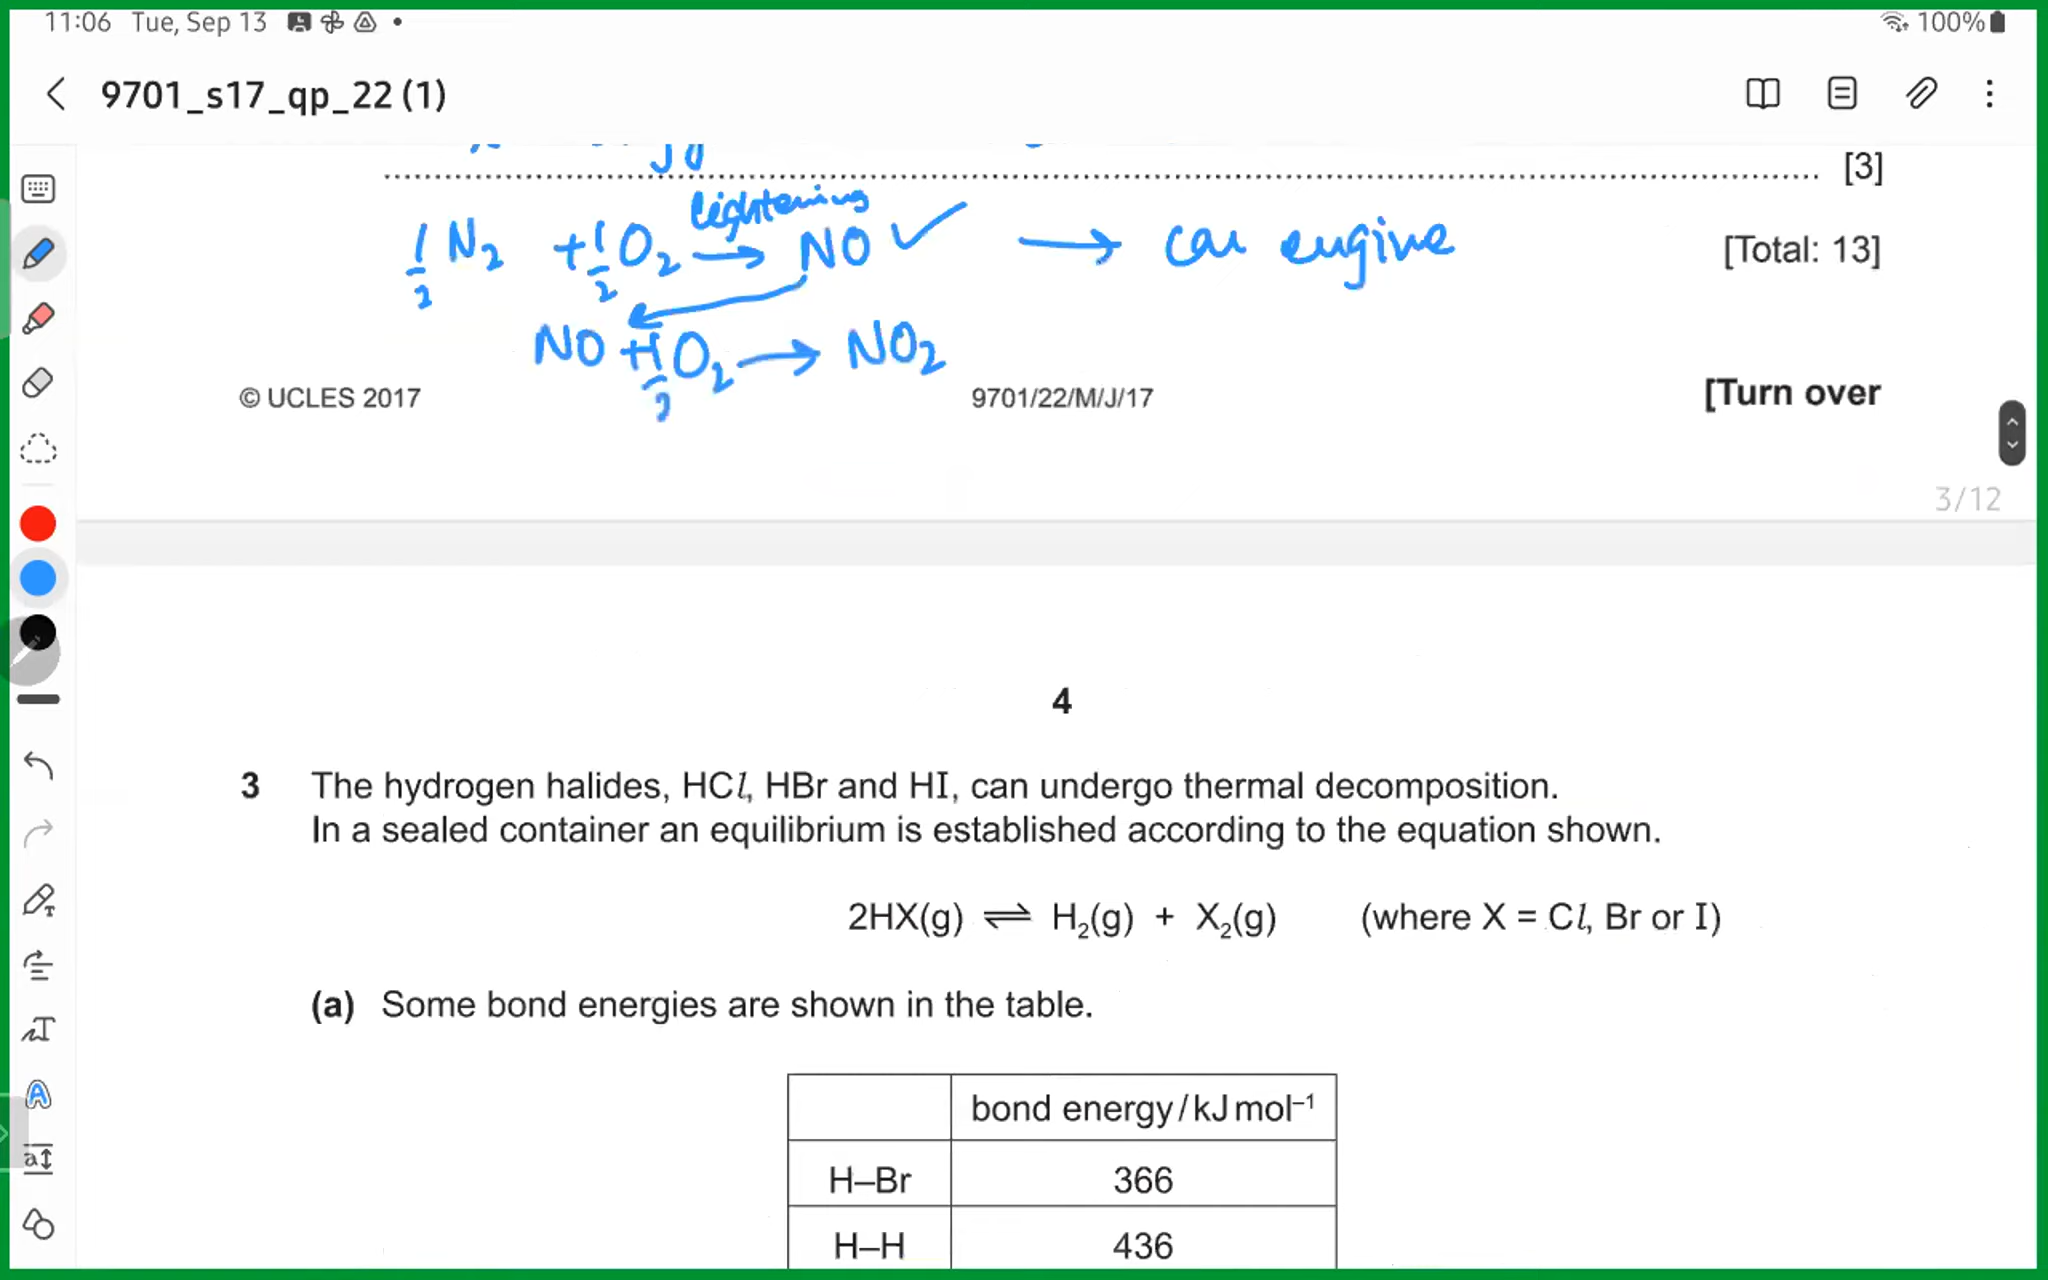 11:06 Tue, Sep 13
100%
9701_s17_qp_22 (1)
[3]
lightening
1/2 N2 + 1/2 O2 → NO ✓ → car engine
[Total: 13]
NO + 1/2 O2 → NO2
© UCLES 2017
9701/22/M/J/17
[Turn over
3/12
4
3 The hydrogen halides, HCl, HBr and HI, can undergo thermal decomposition.
In a sealed container an equilibrium is established according to the equation shown.
2HX(g) ⇌ H₂(g) + X₂(g) (where X = Cl, Br or I)
(a) Some bond energies are shown in the table.
bond energy / kJ mol⁻¹
H–Br 366
H–H 436